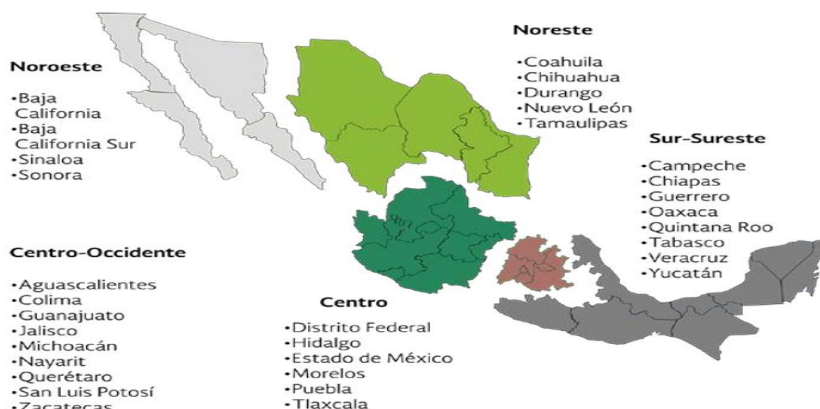 Noroeste
•Baja
California
•Baja
California Sur
•Sinaloa
•Sonora
Noreste
•Coahuila
•Chihuahua
•Durango
•Nuevo León
•Tamaulipas
Sur-Sureste
•Campeche
•Chiapas
•Guerrero
•Oaxaca
•Quintana Roo
•Tabasco
•Veracruz
•Yucatán
Centro-Occidente
•Aguascalientes
•Colima
•Guanajuato
•Jalisco
•Michoacán
•Nayarit
•Querétaro
•San Luis Potosí
•Zacatecas
Centro
•Distrito Federal
•Hidalgo
•Estado de México
•Morelos
•Puebla
•Tlaxcala